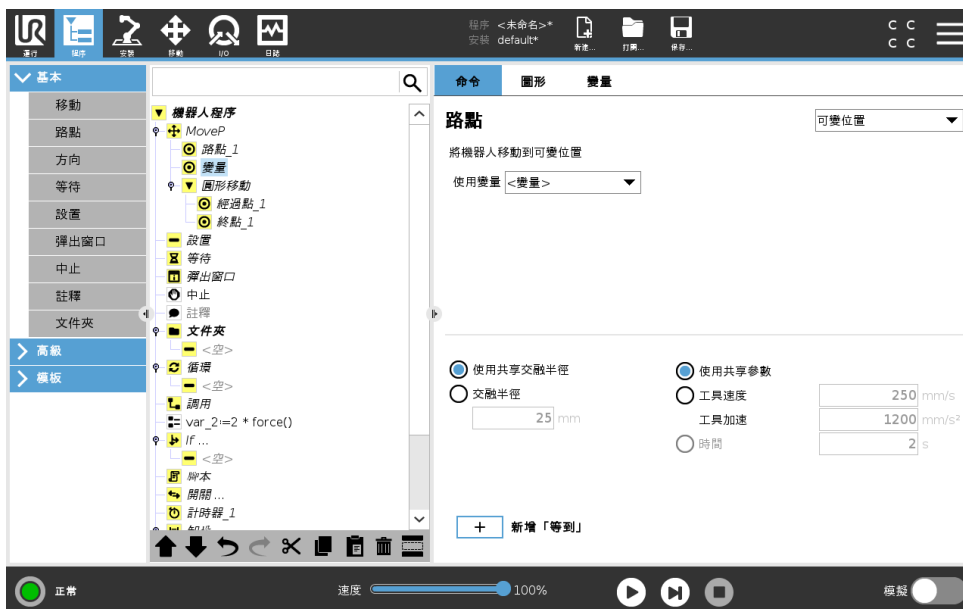 程序 <未命名>*
安裝 default*
運行
程序
安裝
移動
I/O
日誌
新建...
打開...
保存...
C C
C C
基本
移動
路點
方向
等待
設置
彈出窗口
中止
註釋
文件夾
高級
模板
機器人程序
MoveP
路點_1
變量
圓形移動
經過點_1
終點_1
設置
等待
彈出窗口
中止
註釋
文件夾
<空>
循環
<空>
調用
var_2:=2 * force()
If ...
<空>
腳本
開關 ...
計時器_1
命令
圖形
變量
路點
可變位置
將機器人移動到可變位置
使用變量 <變量>
使用共享交融半徑
交融半徑
25 mm
使用共享參數
工具速度 250 mm/s
工具加速 1200 mm/s²
時間 2 s
+ 新增「等到」
正常
速度 100%
模擬